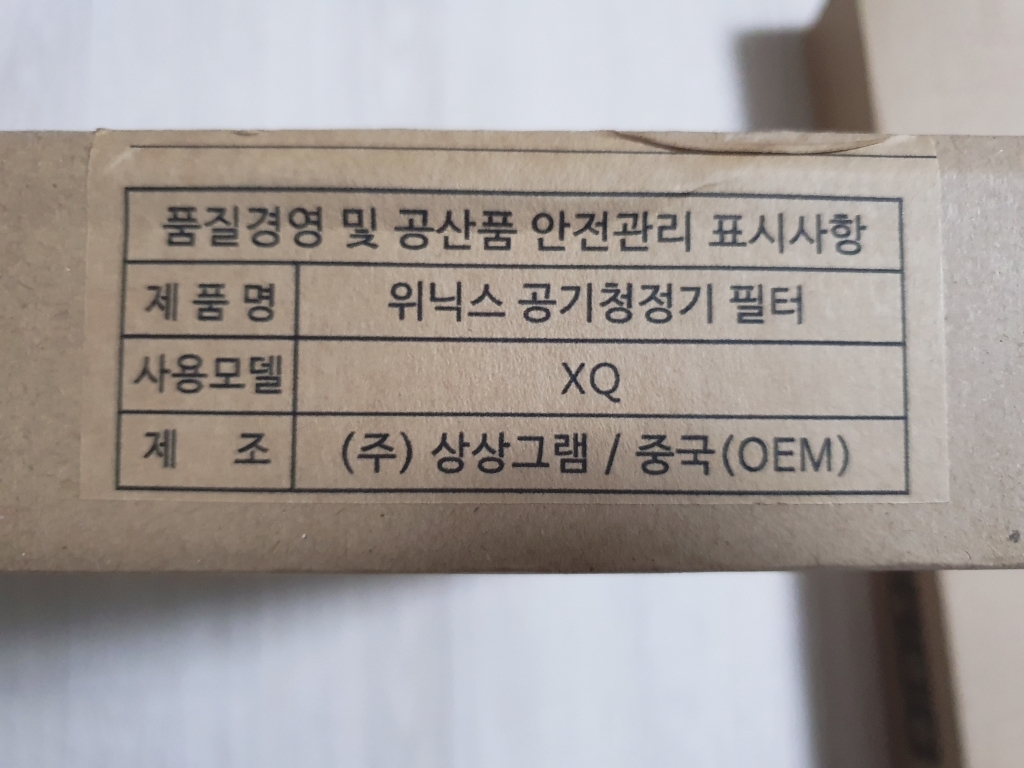 품질경영 및 공산품 안전관리 표시사항
제품명 위닉스 공기청정기 필터
사용모델 XQ
제 조 (주) 상상그램 / 중국(OEM)